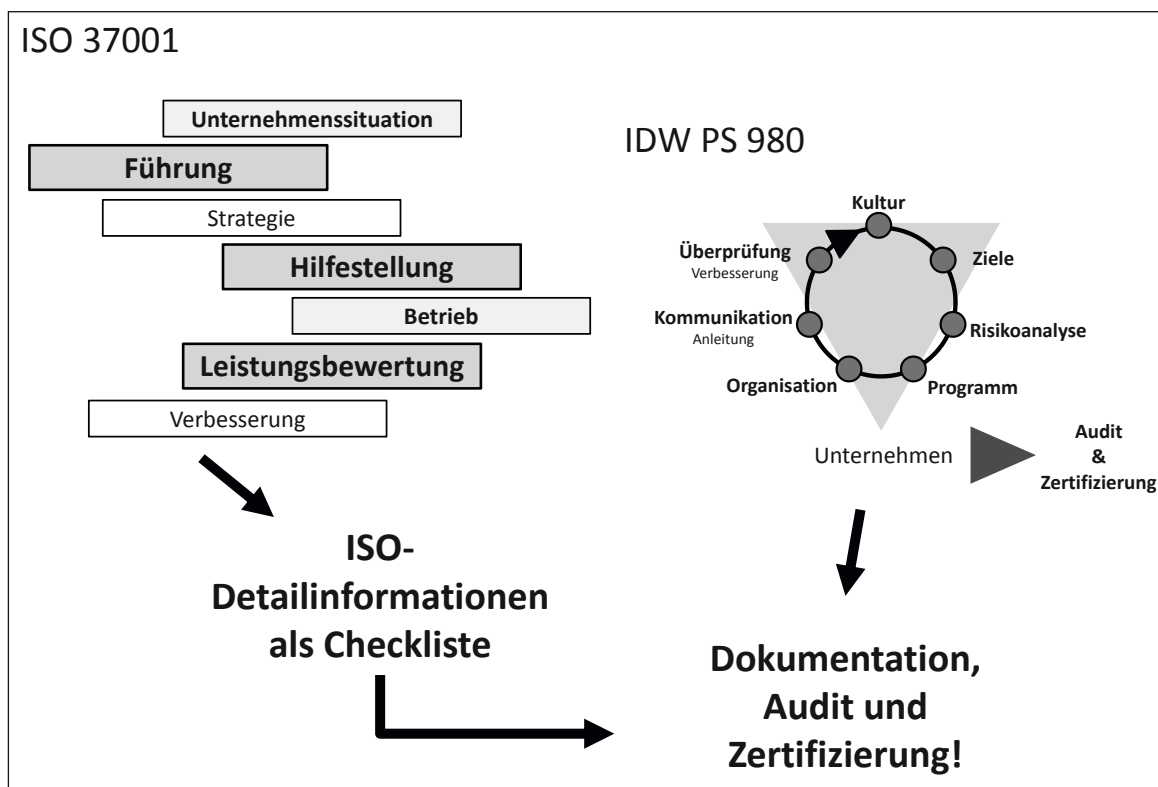 ISO 37001
Unternehmenssituation
Führung
Strategie
Hilfestellung
Betrieb
Leistungsbewertung
Verbesserung
ISO-
Detailinformationen
als Checkliste
IDW PS 980
Kultur
Überprüfung
Verbesserung
Ziele
Kommunikation
Anleitung
Risikoanalyse
Organisation
Programm
Unternehmen
Audit
&
Zertifizierung
Dokumentation,
Audit und
Zertifizierung!